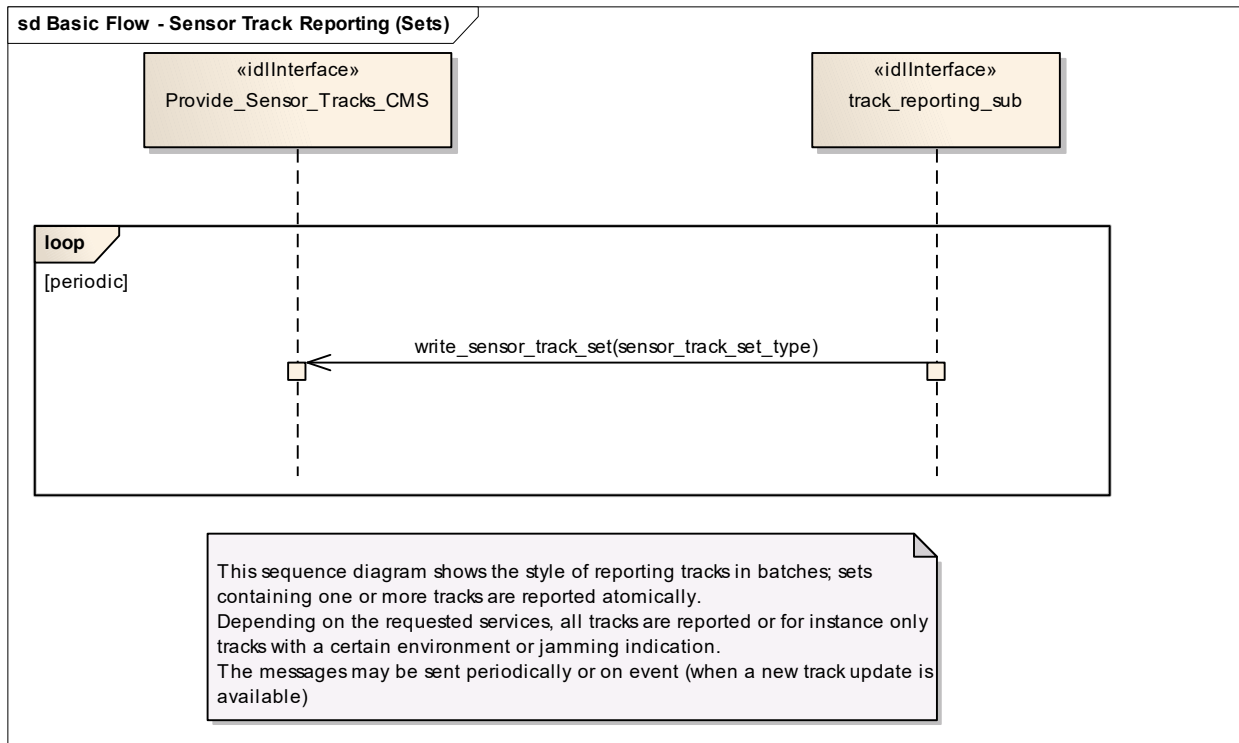 sd Basic Flow - Sensor Track Reporting (Sets)
«idlInterface»
Provide_Sensor_Tracks_CMS
«idlInterface»
track_reporting_sub
loop
[periodic]
write_sensor_track_set(sensor_track_set_type)
This sequence diagram shows the style of reporting tracks in batches; sets
containing one or more tracks are reported atomically.
Depending on the requested services, all tracks are reported or for instance only
tracks with a certain environment or jamming indication.
The messages may be sent periodically or on event (when a new track update is
available)